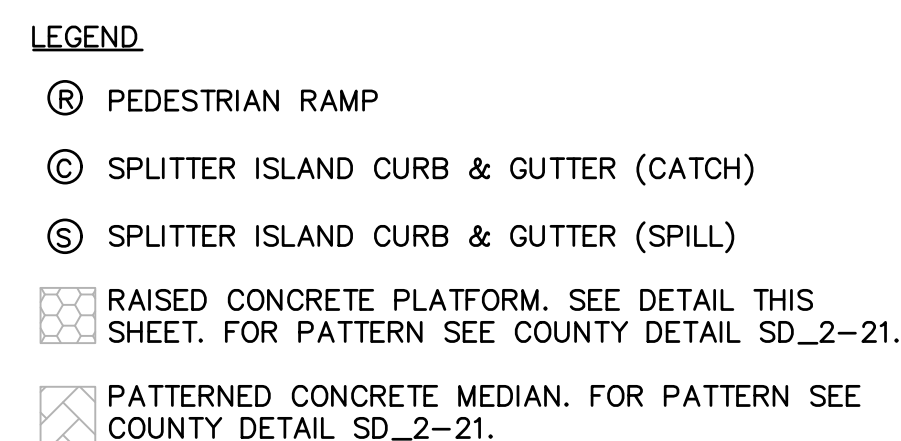 LEGEND
Ⓡ PEDESTRIAN RAMP
Ⓒ SPLITTER ISLAND CURB & GUTTER (CATCH)
Ⓢ SPLITTER ISLAND CURB & GUTTER (SPILL)
RAISED CONCRETE PLATFORM. SEE DETAIL THIS
SHEET. FOR PATTERN SEE COUNTY DETAIL SD_2-21.
PATTERNED CONCRETE MEDIAN. FOR PATTERN SEE
COUNTY DETAIL SD_2-21.